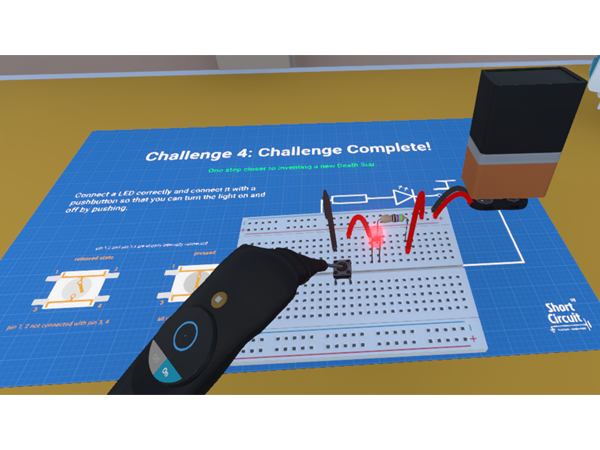 Challenge 4: Challenge Complete!
One step closer to inventing a new Death Star
Connect a LED correctly and connect it with a
pushbutton so that you can turn the light on and
off by pushing.
released state
pressed
pin 1, 2 not connected with pin 3, 4
Short
Circuit
VR